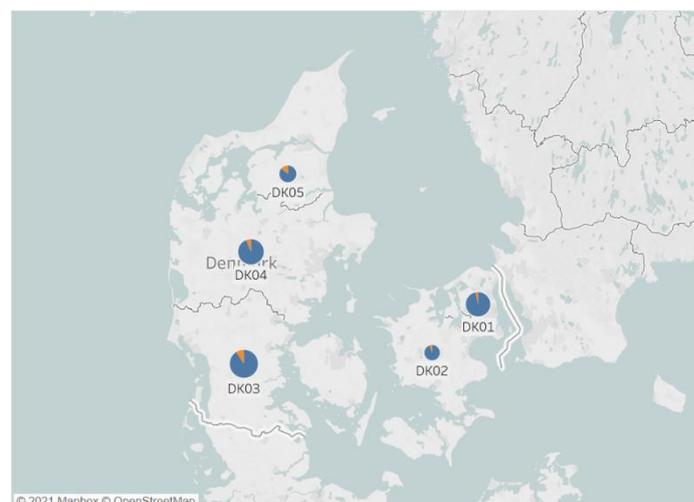 DK05
Denmark
DK04
DK01
DK02
DK03
© 2021 Mapbox © OpenStreetMap